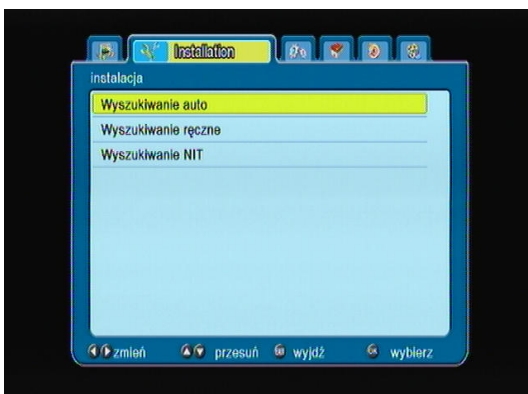 Installation
instalacja
Wyszukiwanie auto
Wyszukiwanie ręczne
Wyszukiwanie NIT
zmień przesuń wyjdź wybierz